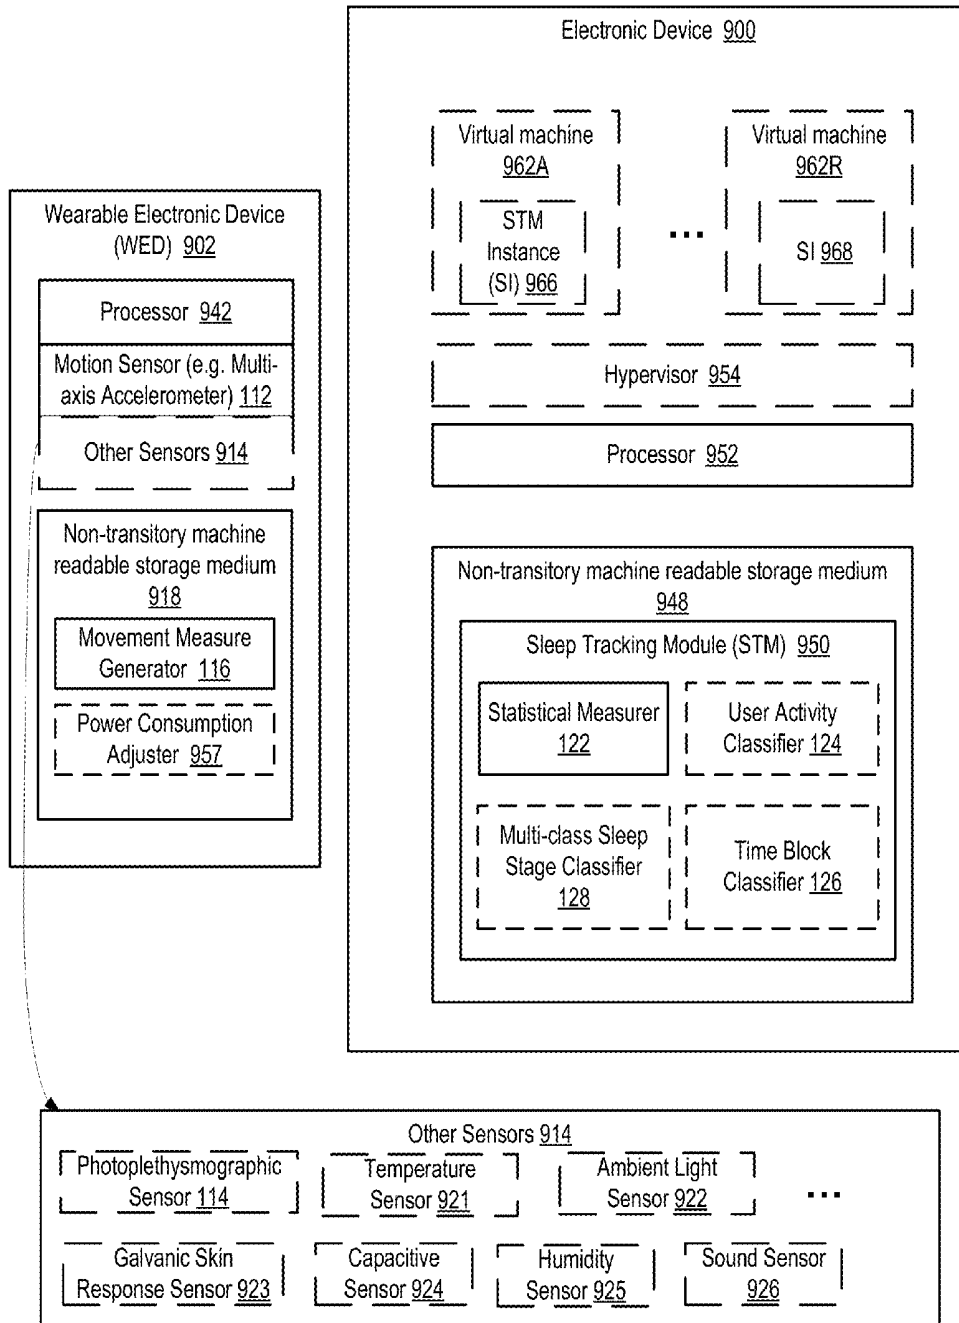 Electronic Device 900
Virtual machine
962A
STM
Instance
(SI) 966
...
Virtual machine
962R
SI 968
Hypervisor 954
Processor 952
Non-transitory machine readable storage medium
948
Sleep Tracking Module (STM) 950
Statistical Measurer
122
User Activity
Classifier 124
Multi-class Sleep
Stage Classifier
128
Time Block
Classifier 126
Wearable Electronic Device
(WED) 902
Processor 942
Motion Sensor (e.g. Multi-
axis Accelerometer) 112
Other Sensors 914
Non-transitory machine
readable storage medium
918
Movement Measure
Generator 116
Power Consumption
Adjuster 957
Other Sensors 914
Photoplethysmographic
Sensor 114
Temperature
Sensor 921
Ambient Light
Sensor 922
...
Galvanic Skin
Response Sensor 923
Capacitive
Sensor 924
Humidity
Sensor 925
Sound Sensor
926